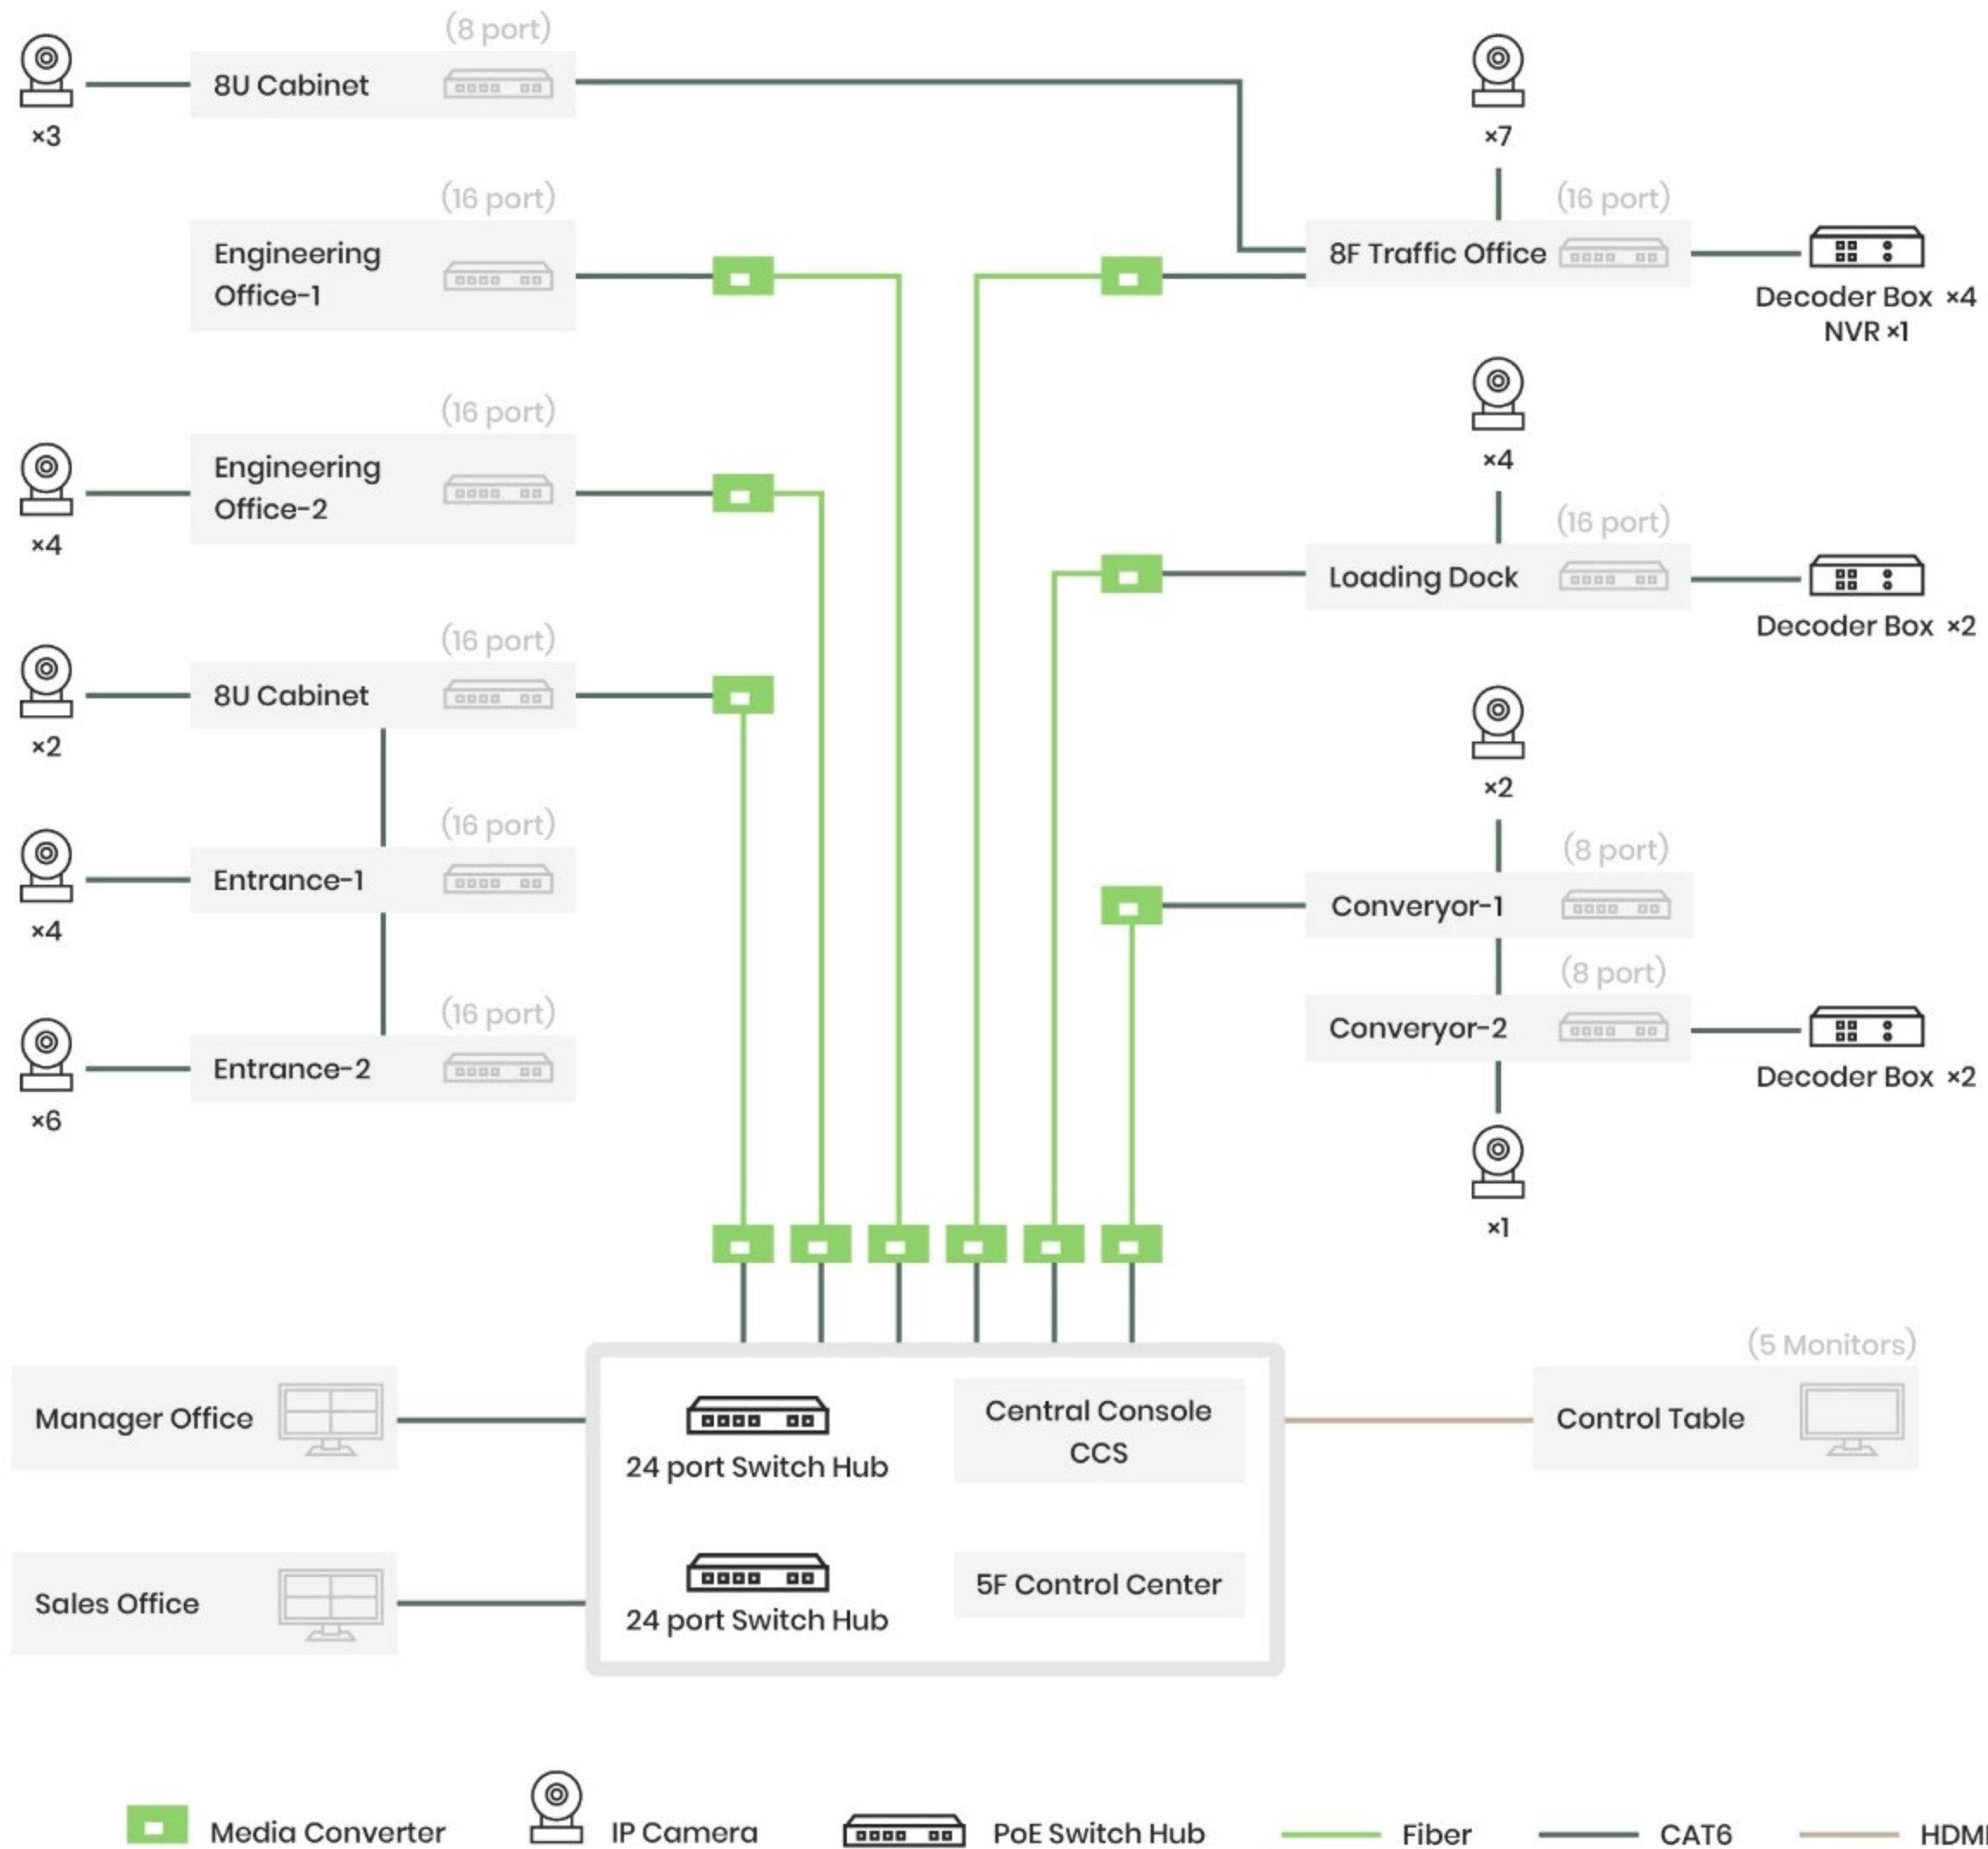 (8 port)
8U Cabinet
×3
×7
(16 port)
Engineering
Office-1
(16 port)
8F Traffic Office
Decoder Box ×4
NVR ×1
(16 port)
Engineering
Office-2
×4
×4
(16 port)
Loading Dock
Decoder Box ×2
(16 port)
8U Cabinet
×2
×2
(16 port)
Entrance-1
×4
(8 port)
Converyor-1
(8 port)
Converyor-2
Decoder Box ×2
(16 port)
Entrance-2
×6
×1
Manager Office
24 port Switch Hub
Central Console
CCS
(5 Monitors)
Control Table
Sales Office
24 port Switch Hub
5F Control Center
Media Converter
IP Camera
PoE Switch Hub
Fiber
CAT6